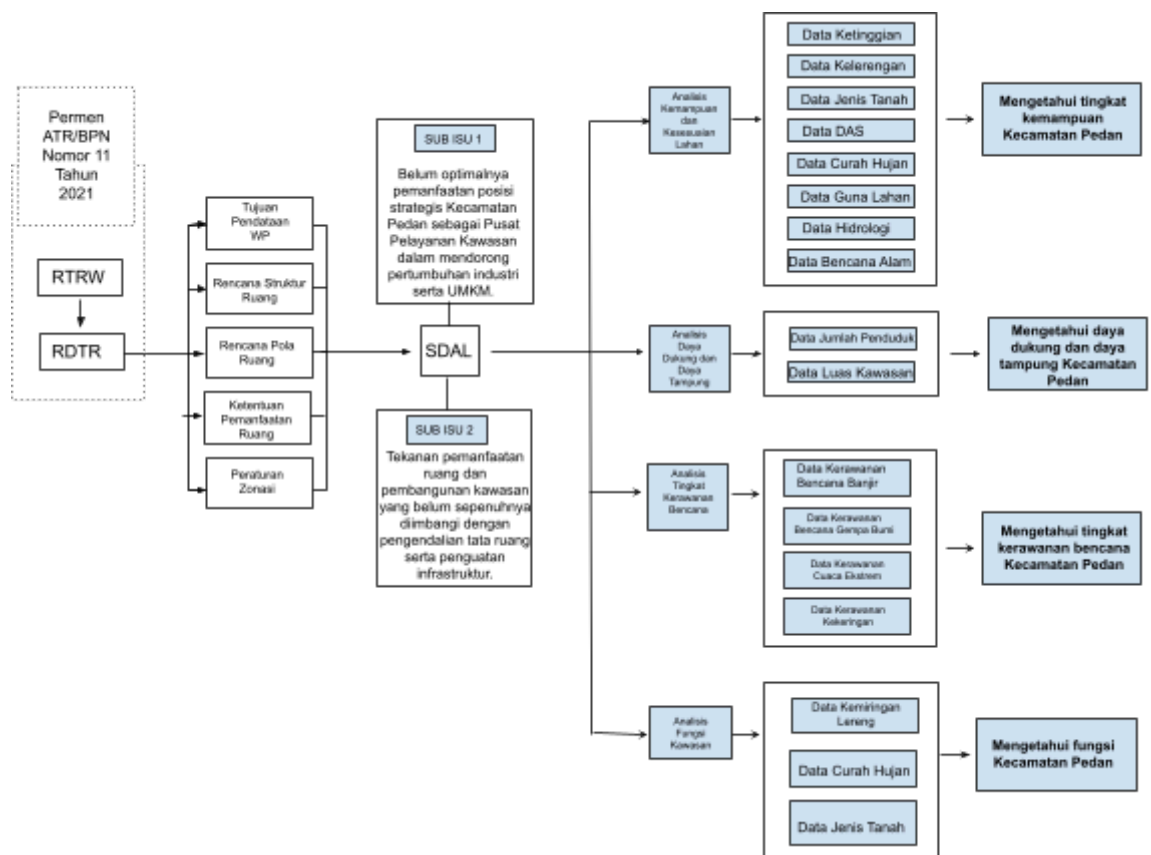 Permen
ATR/BPN
Nomor 11
Tahun
2021
RTRW
RDTR
Tujuan
Pendataan
WP
Rencana Struktur
Ruang
Rencana Pola
Ruang
Ketentuan
Pemanfaatan
Ruang
Peraturan
Zonasi
SUB ISU 1
Belum optimalnya
pemanfaatan posisi
strategis Kecamatan
Pedan sebagai Pusat
Pelayanan Kawasan
dalam mendorong
pertumbuhan industri
serta UMKM.
SDAL
SUB ISU 2
Tekanan pemanfaatan
ruang dan
pembangunan kawasan
yang belum sepenuhnya
diimbangi dengan
pengendalian tata ruang
serta penguatan
infrastruktur.
Analisis
Kemampuan
dan
Kesesuaian
Lahan
Data Ketinggian
Data Kelerengan
Data Jenis Tanah
Data DAS
Data Curah Hujan
Data Guna Lahan
Data Hidrologi
Data Bencana Alam
Mengetahui tingkat
kemampuan
Kecamatan Pedan
Analisis
Daya
Dukung dan
Daya
Tampung
Data Jumlah Penduduk
Data Luas Kawasan
Mengetahui daya
dukung dan daya
tampung Kecamatan
Pedan
Analisis
Tingkat
Kerawanan
Bencana
Data Kerawanan
Bencana Banjir
Data Kerawanan
Bencana Gempa Bumi
Data Kerawanan
Cuaca Ekstrem
Data Kerawanan
Kekeringan
Mengetahui tingkat
kerawanan bencana
Kecamatan Pedan
Analisis
Fungsi
Kawasan
Data Kemiringan
Lereng
Data Curah Hujan
Data Jenis Tanah
Mengetahui fungsi
Kecamatan Pedan